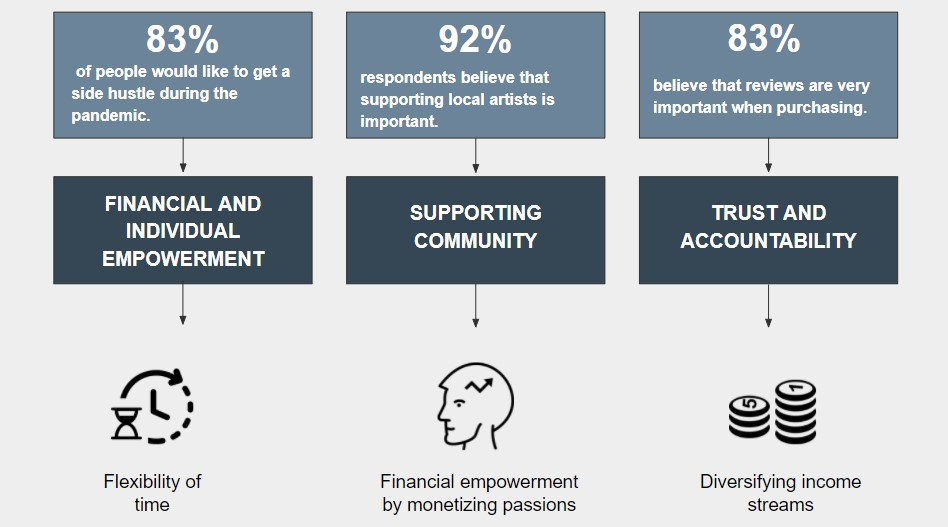 83%
of people would like to get a
side hustle during the
pandemic.
92%
respondents believe that
supporting local artists is
important.
83%
believe that reviews are very
important when purchasing.
FINANCIAL AND
INDIVIDUAL
EMPOWERMENT
SUPPORTING
COMMUNITY
TRUST AND
ACCOUNTABILITY
5
1
Flexibility of
time
Financial empowerment
by monetizing passions
Diversifying income
streams